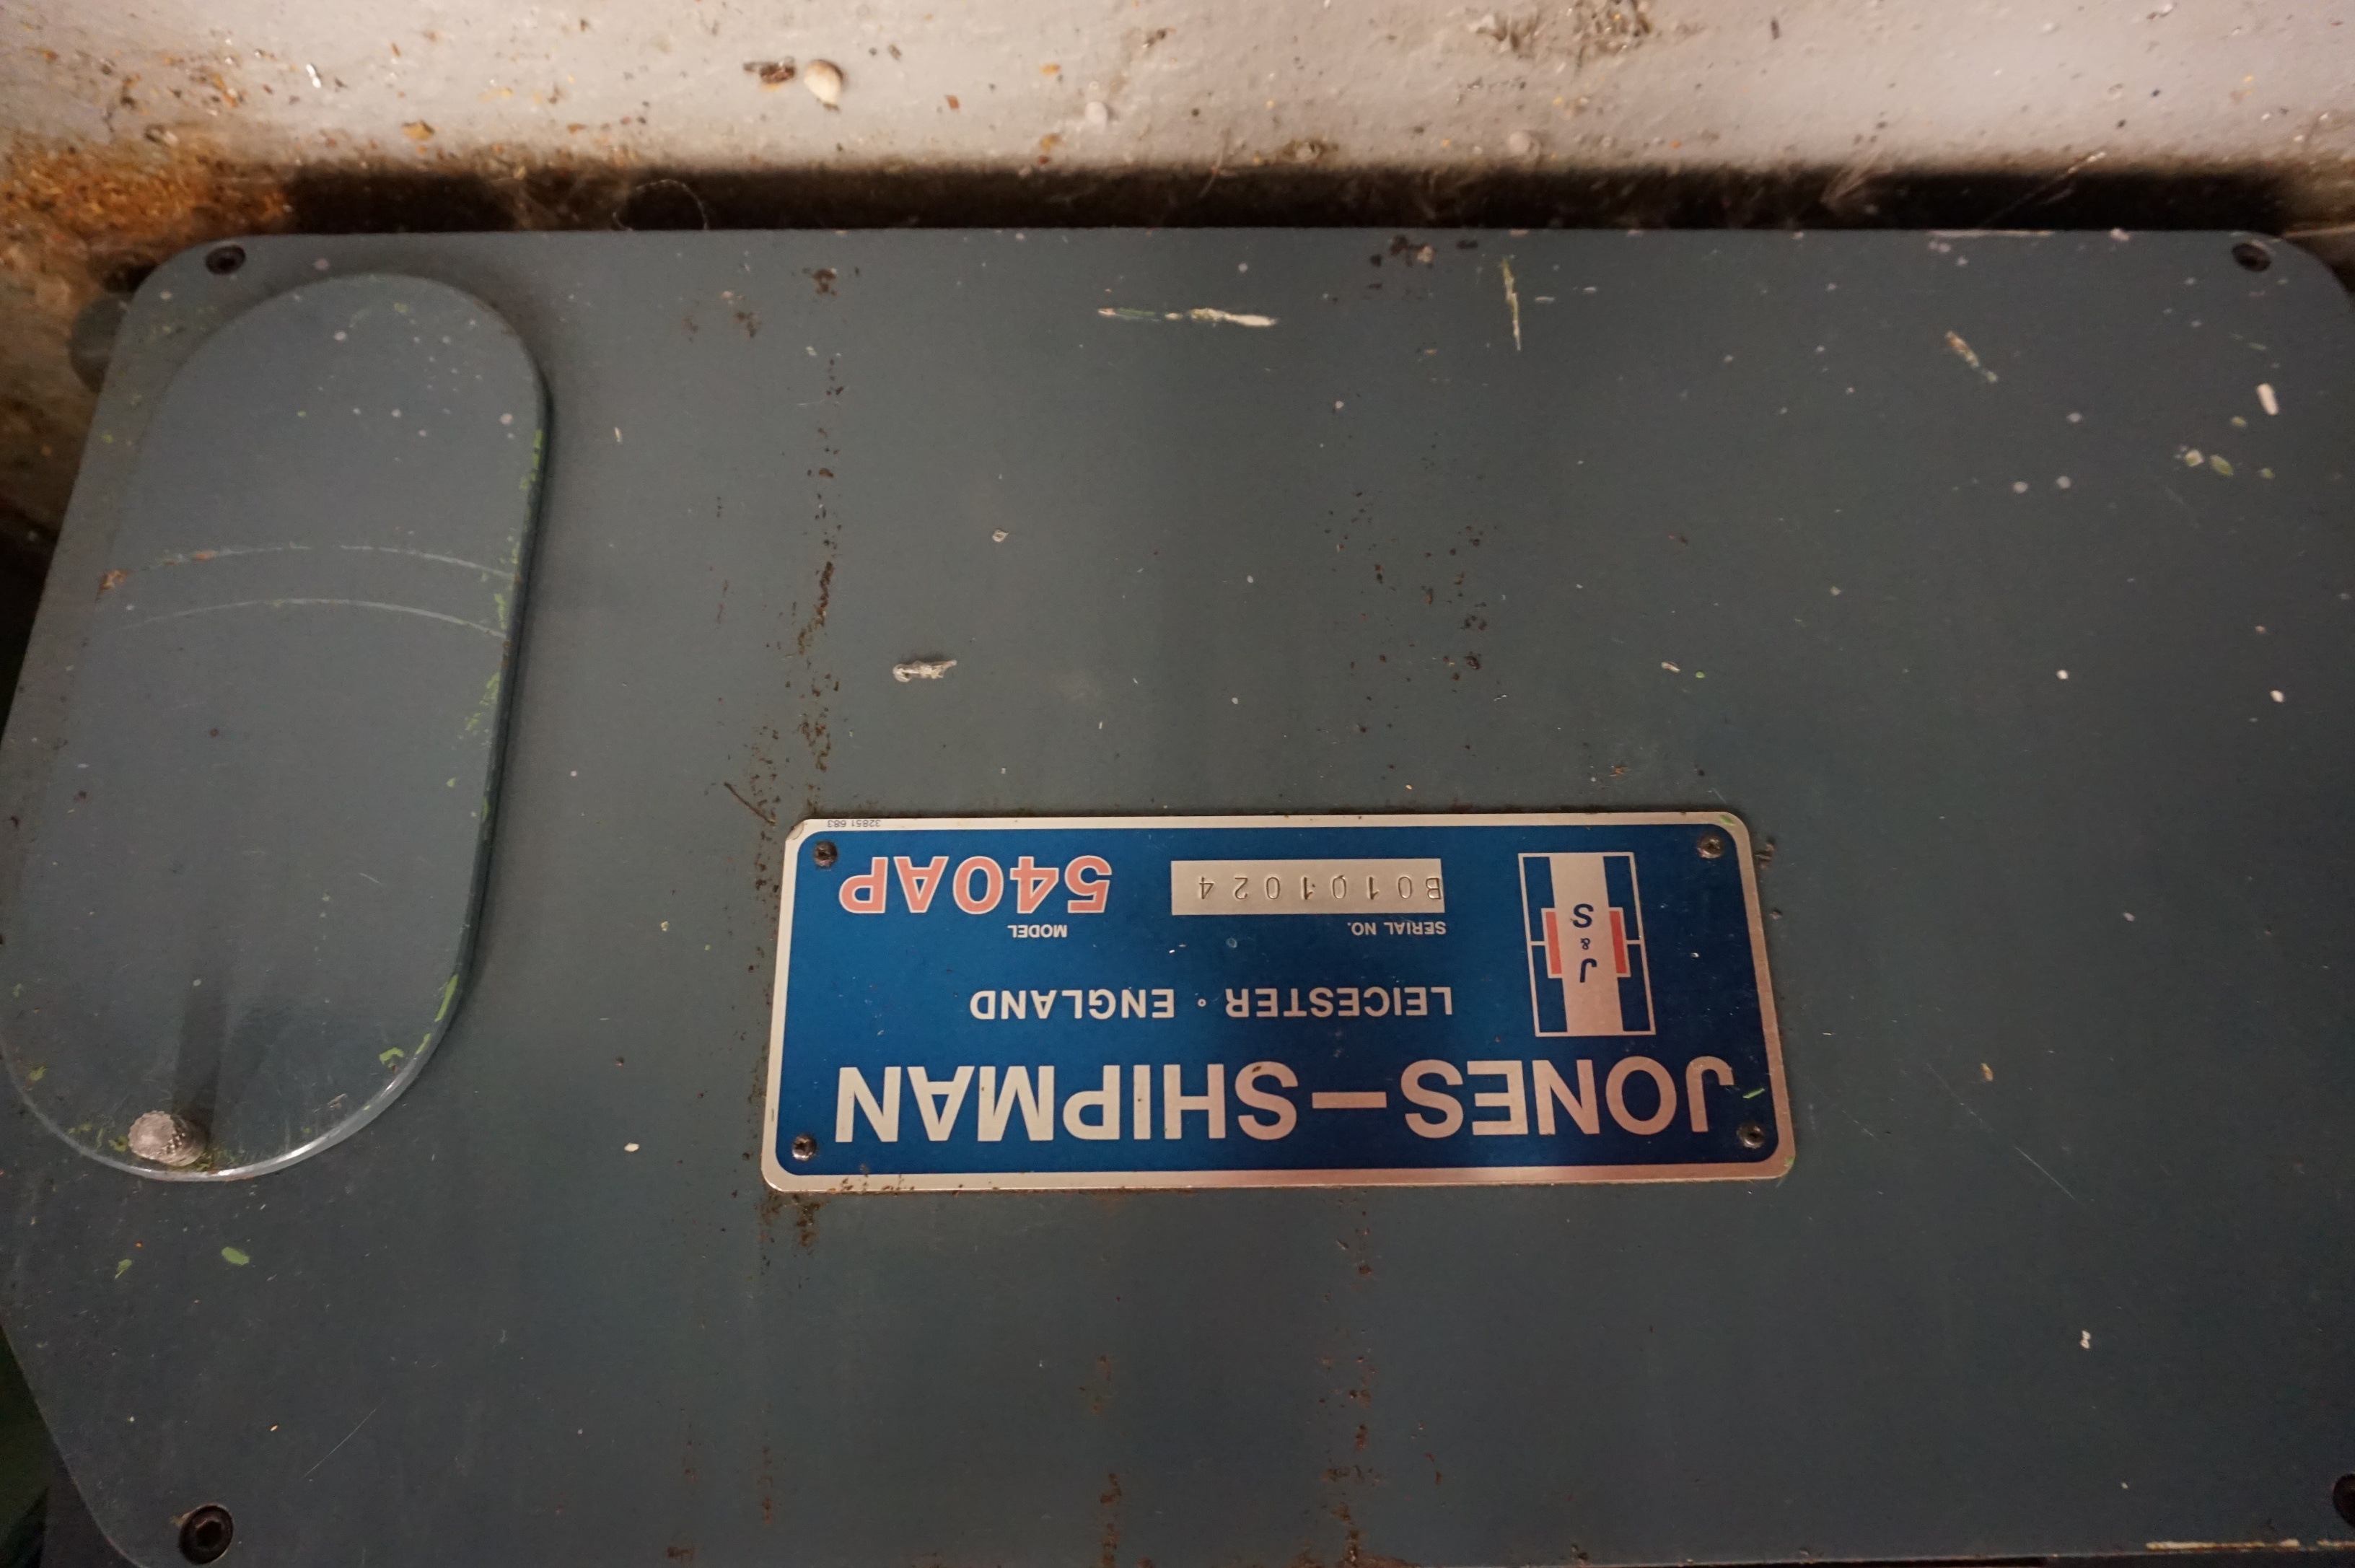 JONES—SHIPMAN
LEICESTER · ENGLAND
J
&
S
SERIAL NO. MODEL
B0101024 540AP
32851 683